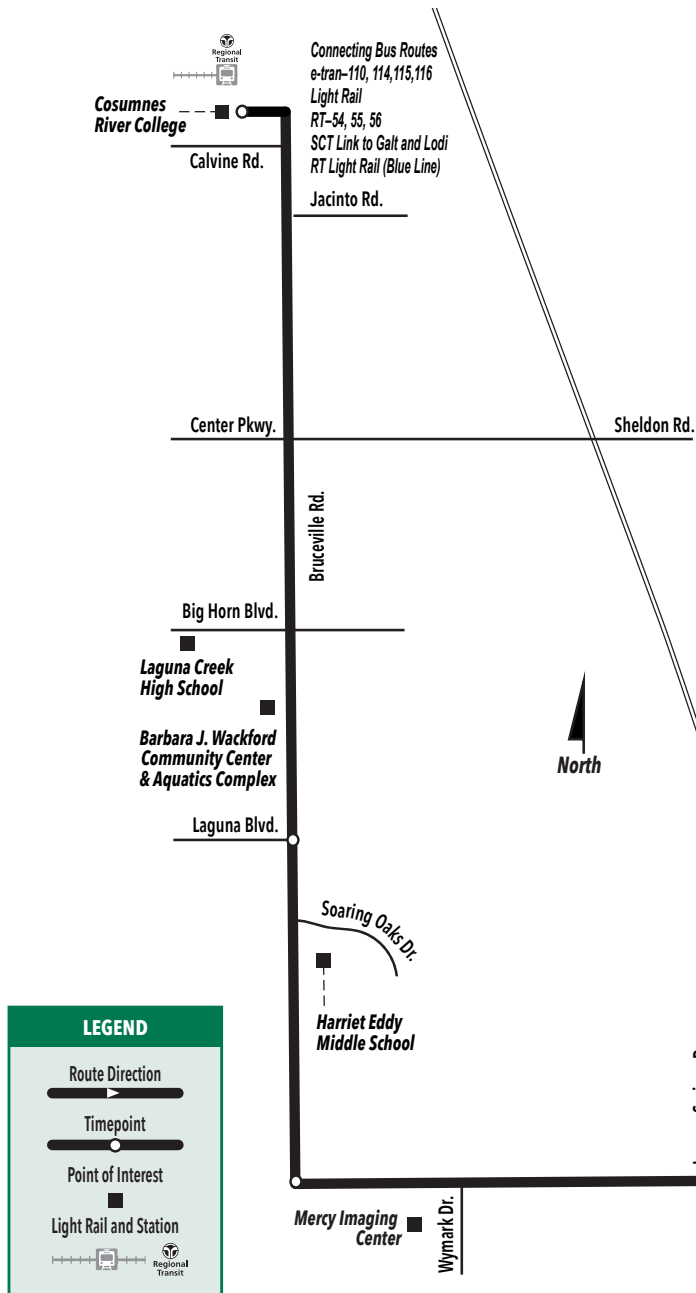 Regional
Transit
Connecting Bus Routes
e-tran–110, 114,115,116
Light Rail
RT–54, 55, 56
SCT Link to Galt and Lodi
RT Light Rail (Blue Line)
Cosumnes
River College
Calvine Rd.
Jacinto Rd.
Center Pkwy.
Sheldon Rd.
Bruceville Rd.
Big Horn Blvd.
Laguna Creek
High School
Barbara J. Wackford
Community Center
& Aquatics Complex
North
Laguna Blvd.
Soaring Oaks Dr.
Harriet Eddy
Middle School
LEGEND
Route Direction
Timepoint
Point of Interest
Light Rail and Station
Regional
Transit
Mercy Imaging
Center
Wymark Dr.